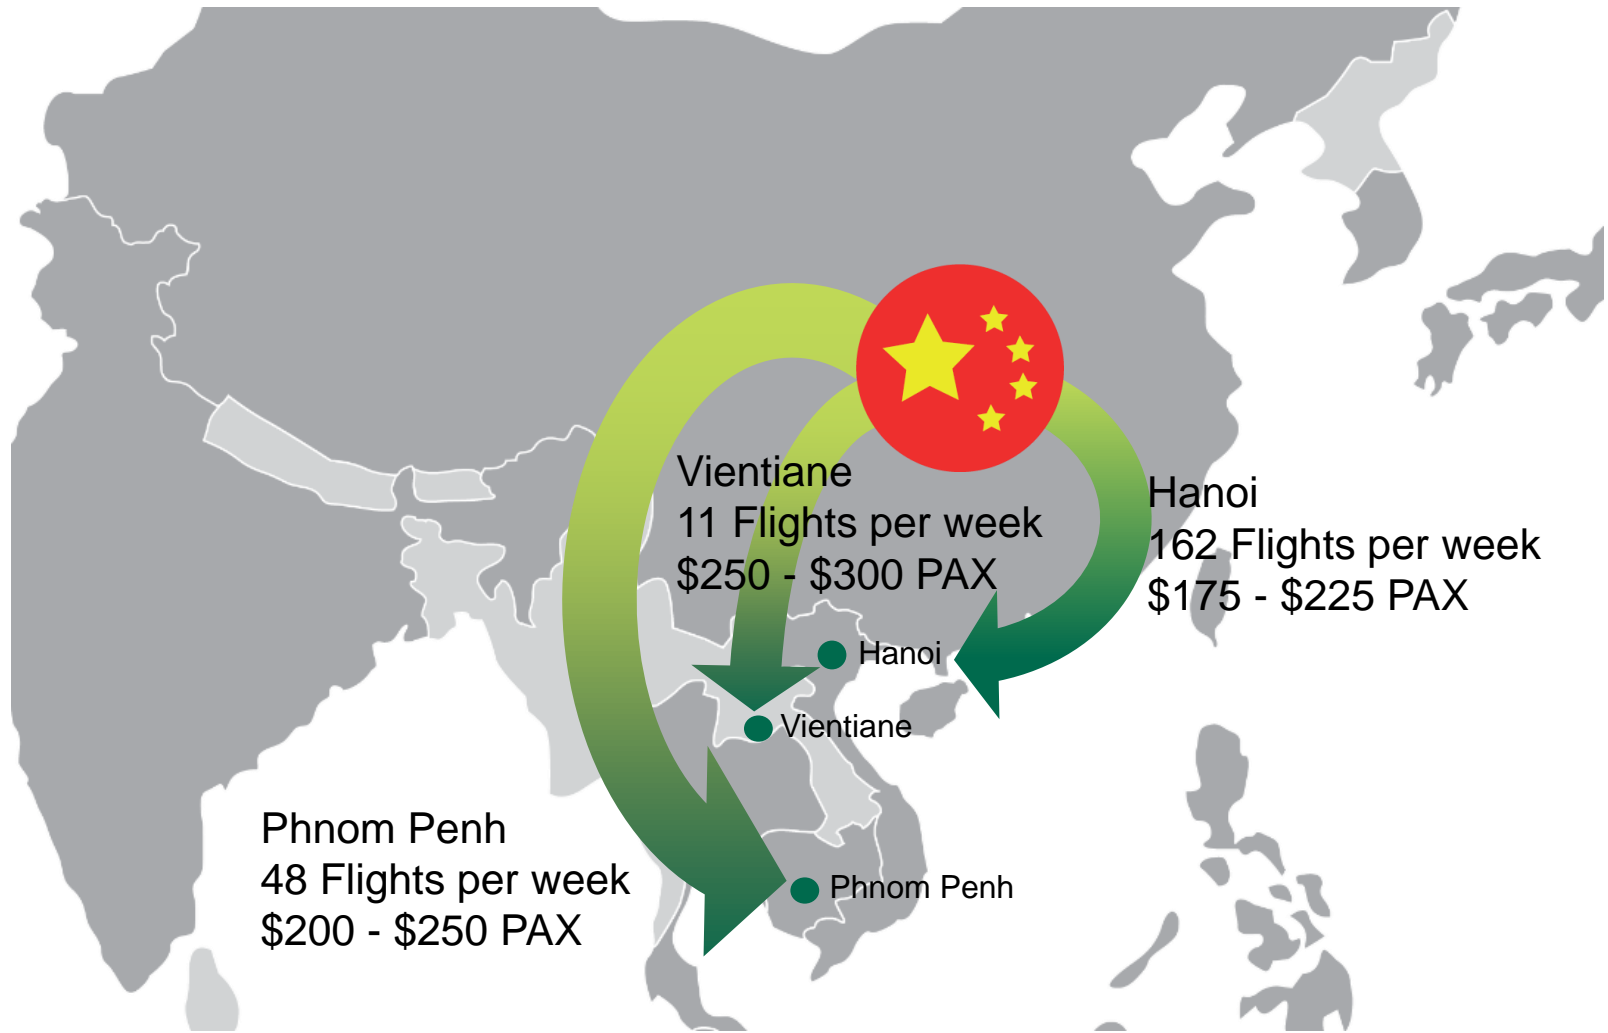 Vientiane
11 Flights per week
$250 - $300 PAX
Hanoi
162 Flights per week
$175 - $225 PAX
Hanoi
Vientiane
Phnom Penh
48 Flights per week
$200 - $250 PAX
Phnom Penh